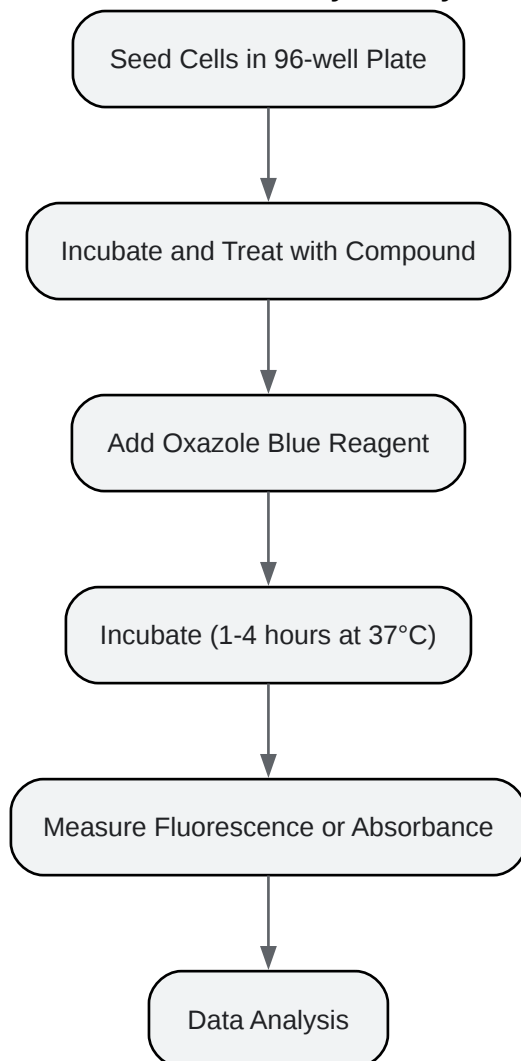 Seed Cells in 96-well Plate
Incubate and Treat with Compound
Add Oxazole Blue Reagent
Incubate (1-4 hours at 37°C)
Measure Fluorescence or Absorbance
Data Analysis